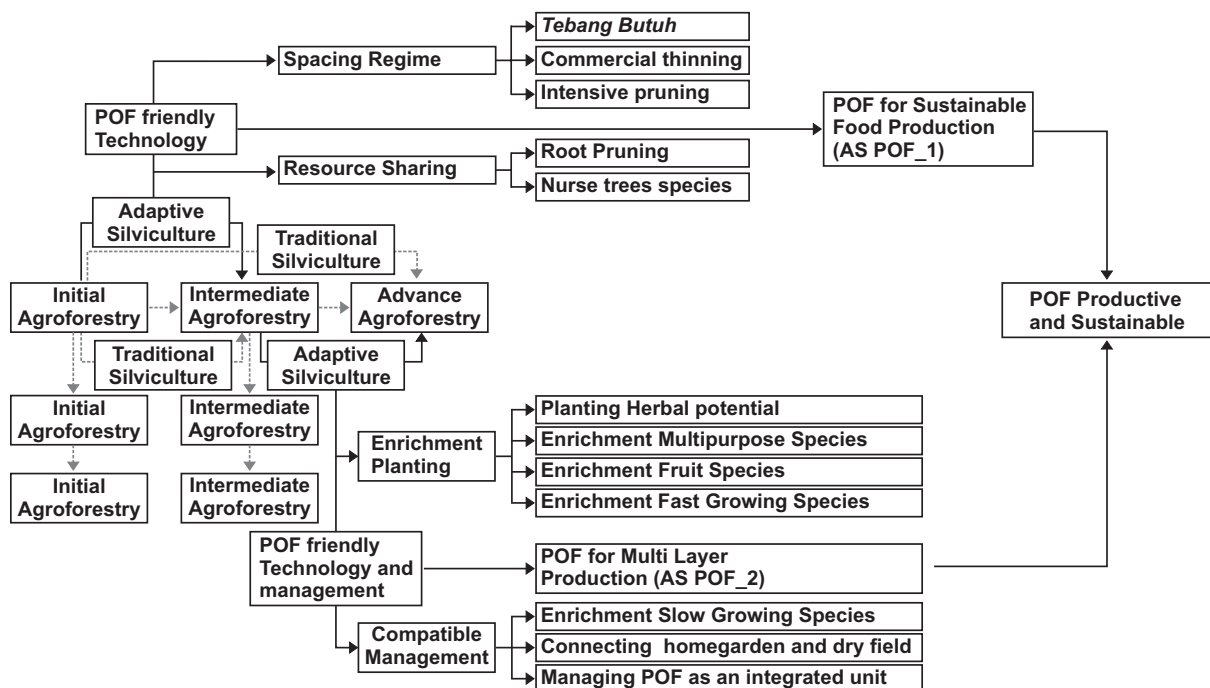 Tebang Butuh
Spacing Regime
Commercial thinning
Intensive pruning
POF friendly
Technology
POF for Sustainable
Food Production
(AS POF_1)
Root Pruning
Resource Sharing
Nurse trees species
Adaptive
Silviculture
Traditional
Silviculture
Initial
Agroforestry
Intermediate
Agroforestry
Advance
Agroforestry
POF Productive
and Sustainable
Traditional
Silviculture
Adaptive
Silviculture
Initial
Agroforestry
Intermediate
Agroforestry
Planting Herbal potential
Enrichment
Planting
Enrichment Multipurpose Species
Enrichment Fruit Species
Enrichment Fast Growing Species
Initial
Agroforestry
Intermediate
Agroforestry
POF friendly
Technology and
management
POF for Multi Layer
Production (AS POF_2)
Enrichment Slow Growing Species
Compatible
Management
Connecting homegarden and dry field
Managing POF as an integrated unit